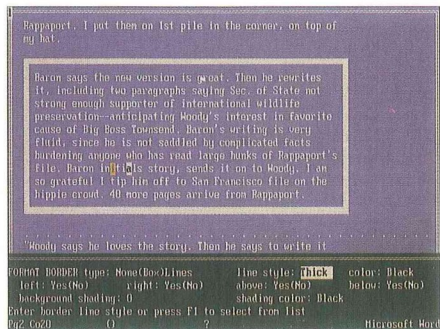 Rappaport. I put them on 1st pile in the corner, on top of
my hat.
Baron says the new version is great. Then he rewrites
it, including two paragraphs saying Sec. of State not
strong enough supporter of international wildlife
preservation--anticipating Woody's interest in favorite
cause of Big Boss Townsend. Baron's writing is very
fluid, since he is not saddled by complicated facts
burdening anyone who has read large hunks of Rappaport's
file. Baron initials story, sends it on to Woody. I am
so grateful I tip him off to San Francisco file on the
hippie crowd. 40 more pages arrive from Rappaport.
"Woody says he loves the story. Then he says to write it
FORMAT BORDER type: None(Box)Lines line style: Thick color: Black
left: Yes(No) right: Yes(No) above: Yes(No) below: Yes(No)
background shading: 0 shading color: Black
Enter border line style or press F1 to select from list
Pg2 Co20 {} ? Microsoft Word